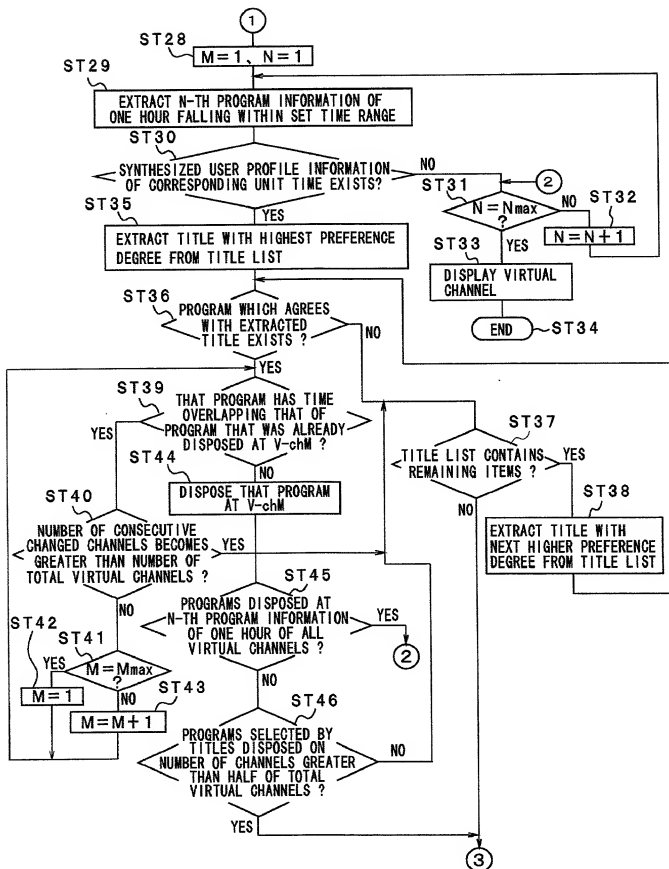 1
ST28
M=1、N=1
ST29
EXTRACT N-TH PROGRAM INFORMATION OF
ONE HOUR FALLING WITHIN SET TIME RANGE
ST30
SYNTHESIZED USER PROFILE INFORMATION
OF CORRESPONDING UNIT TIME EXISTS?
NO
YES
2
ST31
N=Nmax
?
NO
YES
ST32
N=N+1
ST33
DISPLAY VIRTUAL
CHANNEL
END
ST34
ST35
EXTRACT TITLE WITH HIGHEST PREFERENCE
DEGREE FROM TITLE LIST
ST36
PROGRAM WHICH AGREES
WITH EXTRACTED
TITLE EXISTS ?
NO
YES
ST37
TITLE LIST CONTAINS
REMAINING ITEMS ?
YES
NO
ST38
EXTRACT TITLE WITH
NEXT HIGHER PREFERENCE
DEGREE FROM TITLE LIST
ST39
THAT PROGRAM HAS TIME
OVERLAPPING THAT OF
PROGRAM THAT WAS ALREADY
DISPOSED AT V-chM ?
YES
NO
ST44
DISPOSE THAT PROGRAM
AT V-chM
ST40
NUMBER OF CONSECUTIVE
CHANGED CHANNELS BECOMES
GREATER THAN NUMBER OF
TOTAL VIRTUAL CHANNELS
?
YES
NO
ST41
M=Mmax
?
YES
NO
ST42
M=1
ST43
M=M+1
ST45
PROGRAMS DISPOSED AT
N-TH PROGRAM INFORMATION
OF ONE HOUR OF ALL
VIRTUAL CHANNELS ?
YES
2
NO
ST46
PROGRAMS SELECTED BY
TITLES DISPOSED ON
NUMBER OF CHANNELS GREATER
THAN HALF OF TOTAL
VIRTUAL CHANNELS ?
NO
YES
3